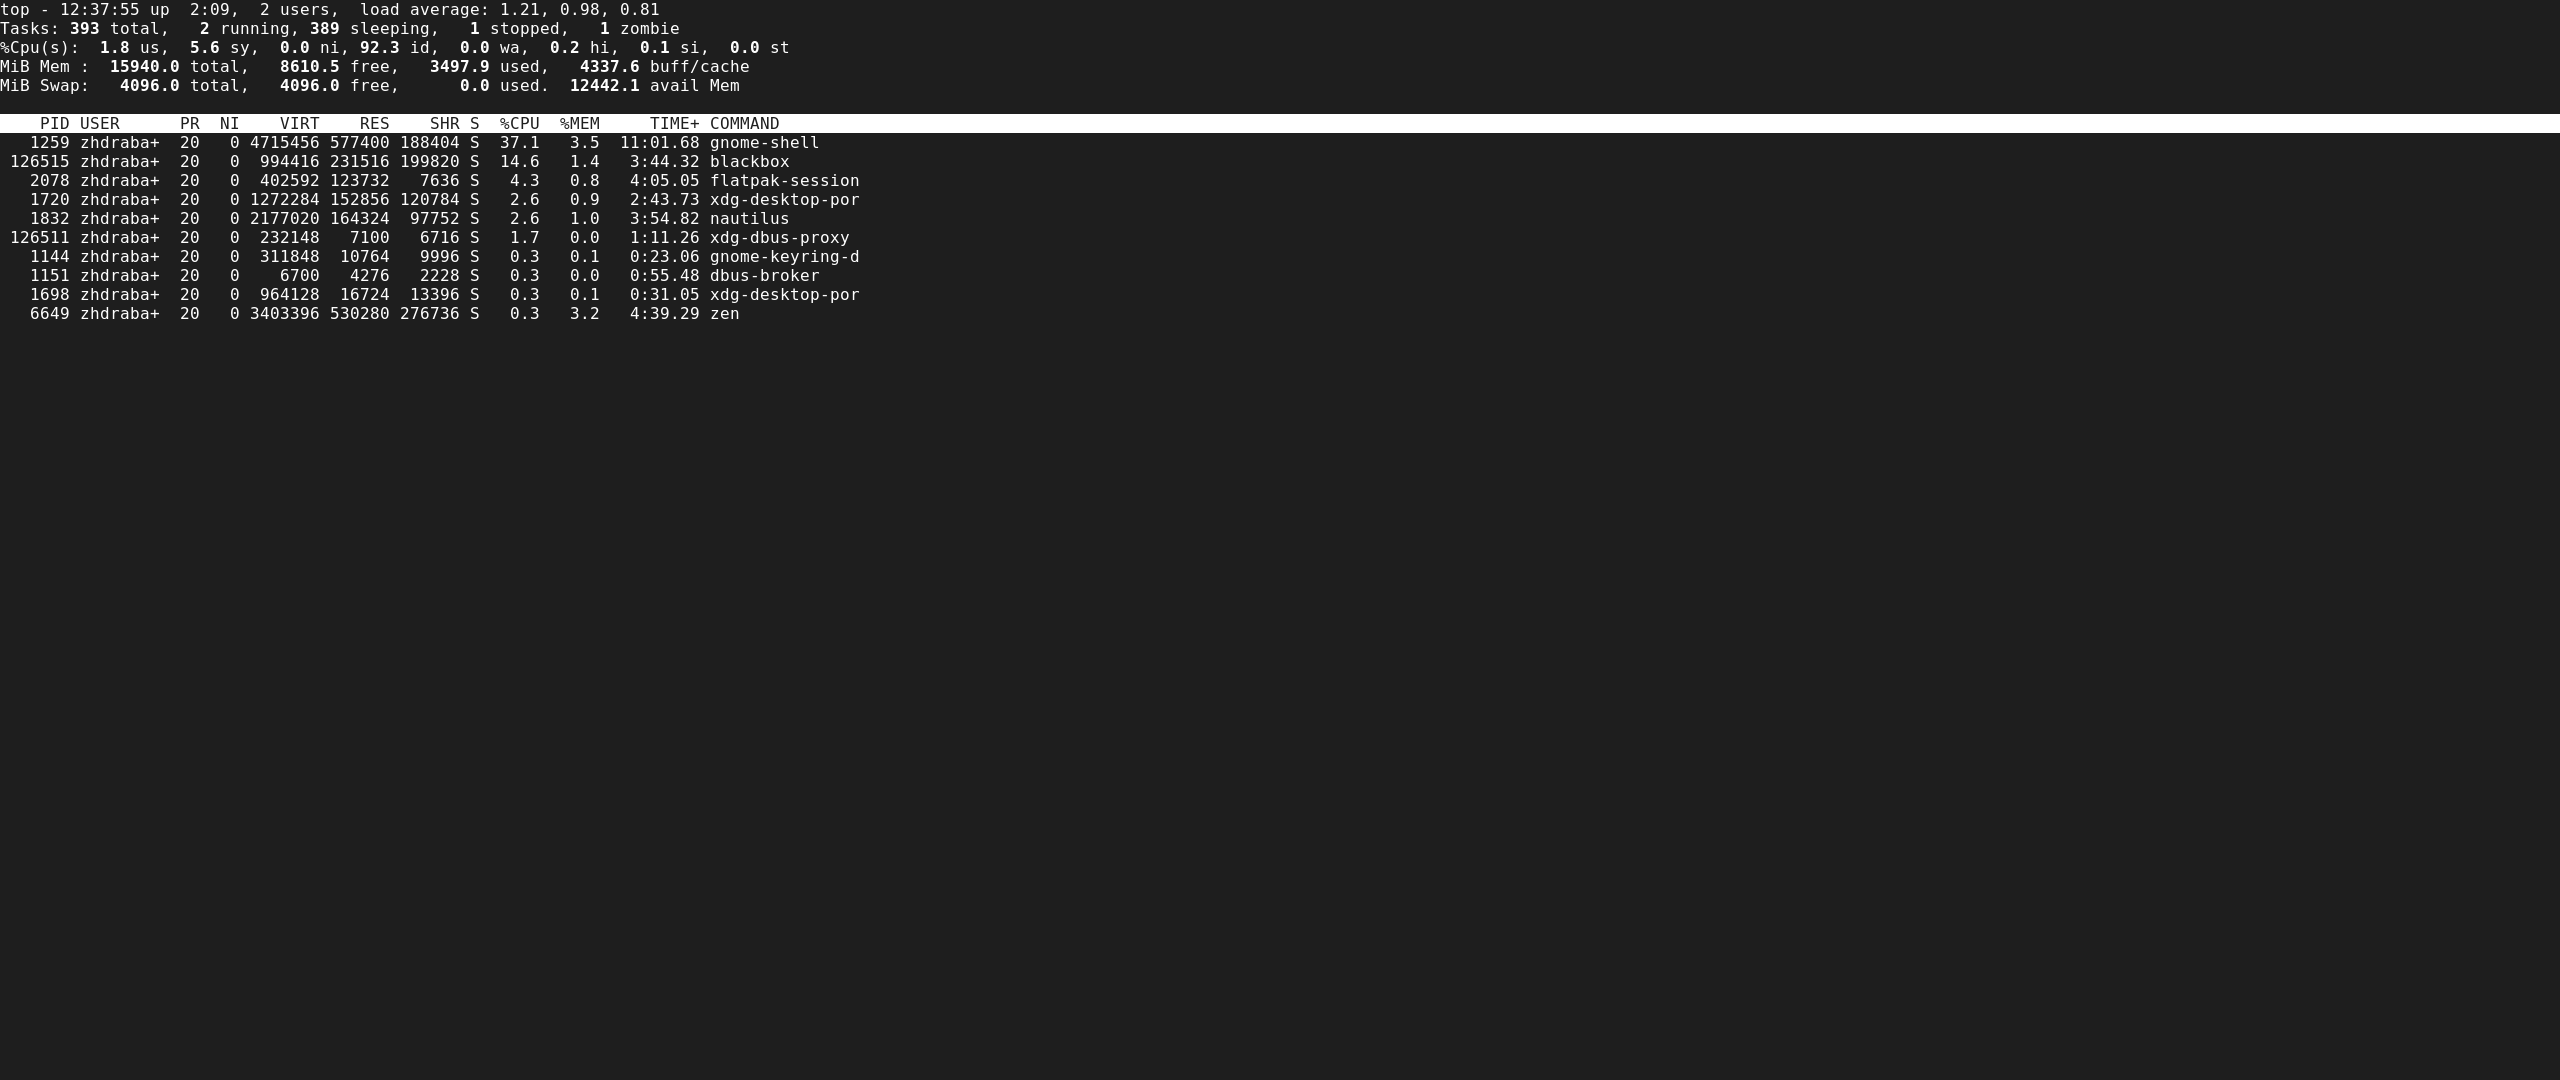 top - 12:37:55 up  2:09,  2 users,  load average: 1.21, 0.98, 0.81
Tasks: 393 total,   2 running, 389 sleeping,   1 stopped,   1 zombie
%Cpu(s):  1.8 us,  5.6 sy,  0.0 ni, 92.3 id,  0.0 wa,  0.2 hi,  0.1 si,  0.0 st
MiB Mem :  15940.0 total,   8610.5 free,   3497.9 used,   4337.6 buff/cache
MiB Swap:   4096.0 total,   4096.0 free,      0.0 used.  12442.1 avail Mem
    PID USER      PR  NI    VIRT    RES    SHR S  %CPU  %MEM     TIME+ COMMAND
   1259 zhdraba+  20   0 4715456 577400 188404 S  37.1   3.5  11:01.68 gnome-shell
 126515 zhdraba+  20   0  994416 231516 199820 S  14.6   1.4   3:44.32 blackbox
   2078 zhdraba+  20   0  402592 123732   7636 S   4.3   0.8   4:05.05 flatpak-session
   1720 zhdraba+  20   0 1272284 152856 120784 S   2.6   0.9   2:43.73 xdg-desktop-por
   1832 zhdraba+  20   0 2177020 164324  97752 S   2.6   1.0   3:54.82 nautilus
 126511 zhdraba+  20   0  232148   7100   6716 S   1.7   0.0   1:11.26 xdg-dbus-proxy
   1144 zhdraba+  20   0  311848  10764   9996 S   0.3   0.1   0:23.06 gnome-keyring-d
   1151 zhdraba+  20   0    6700   4276   2228 S   0.3   0.0   0:55.48 dbus-broker
   1698 zhdraba+  20   0  964128  16724  13396 S   0.3   0.1   0:31.05 xdg-desktop-por
   6649 zhdraba+  20   0 3403396 530280 276736 S   0.3   3.2   4:39.29 zen